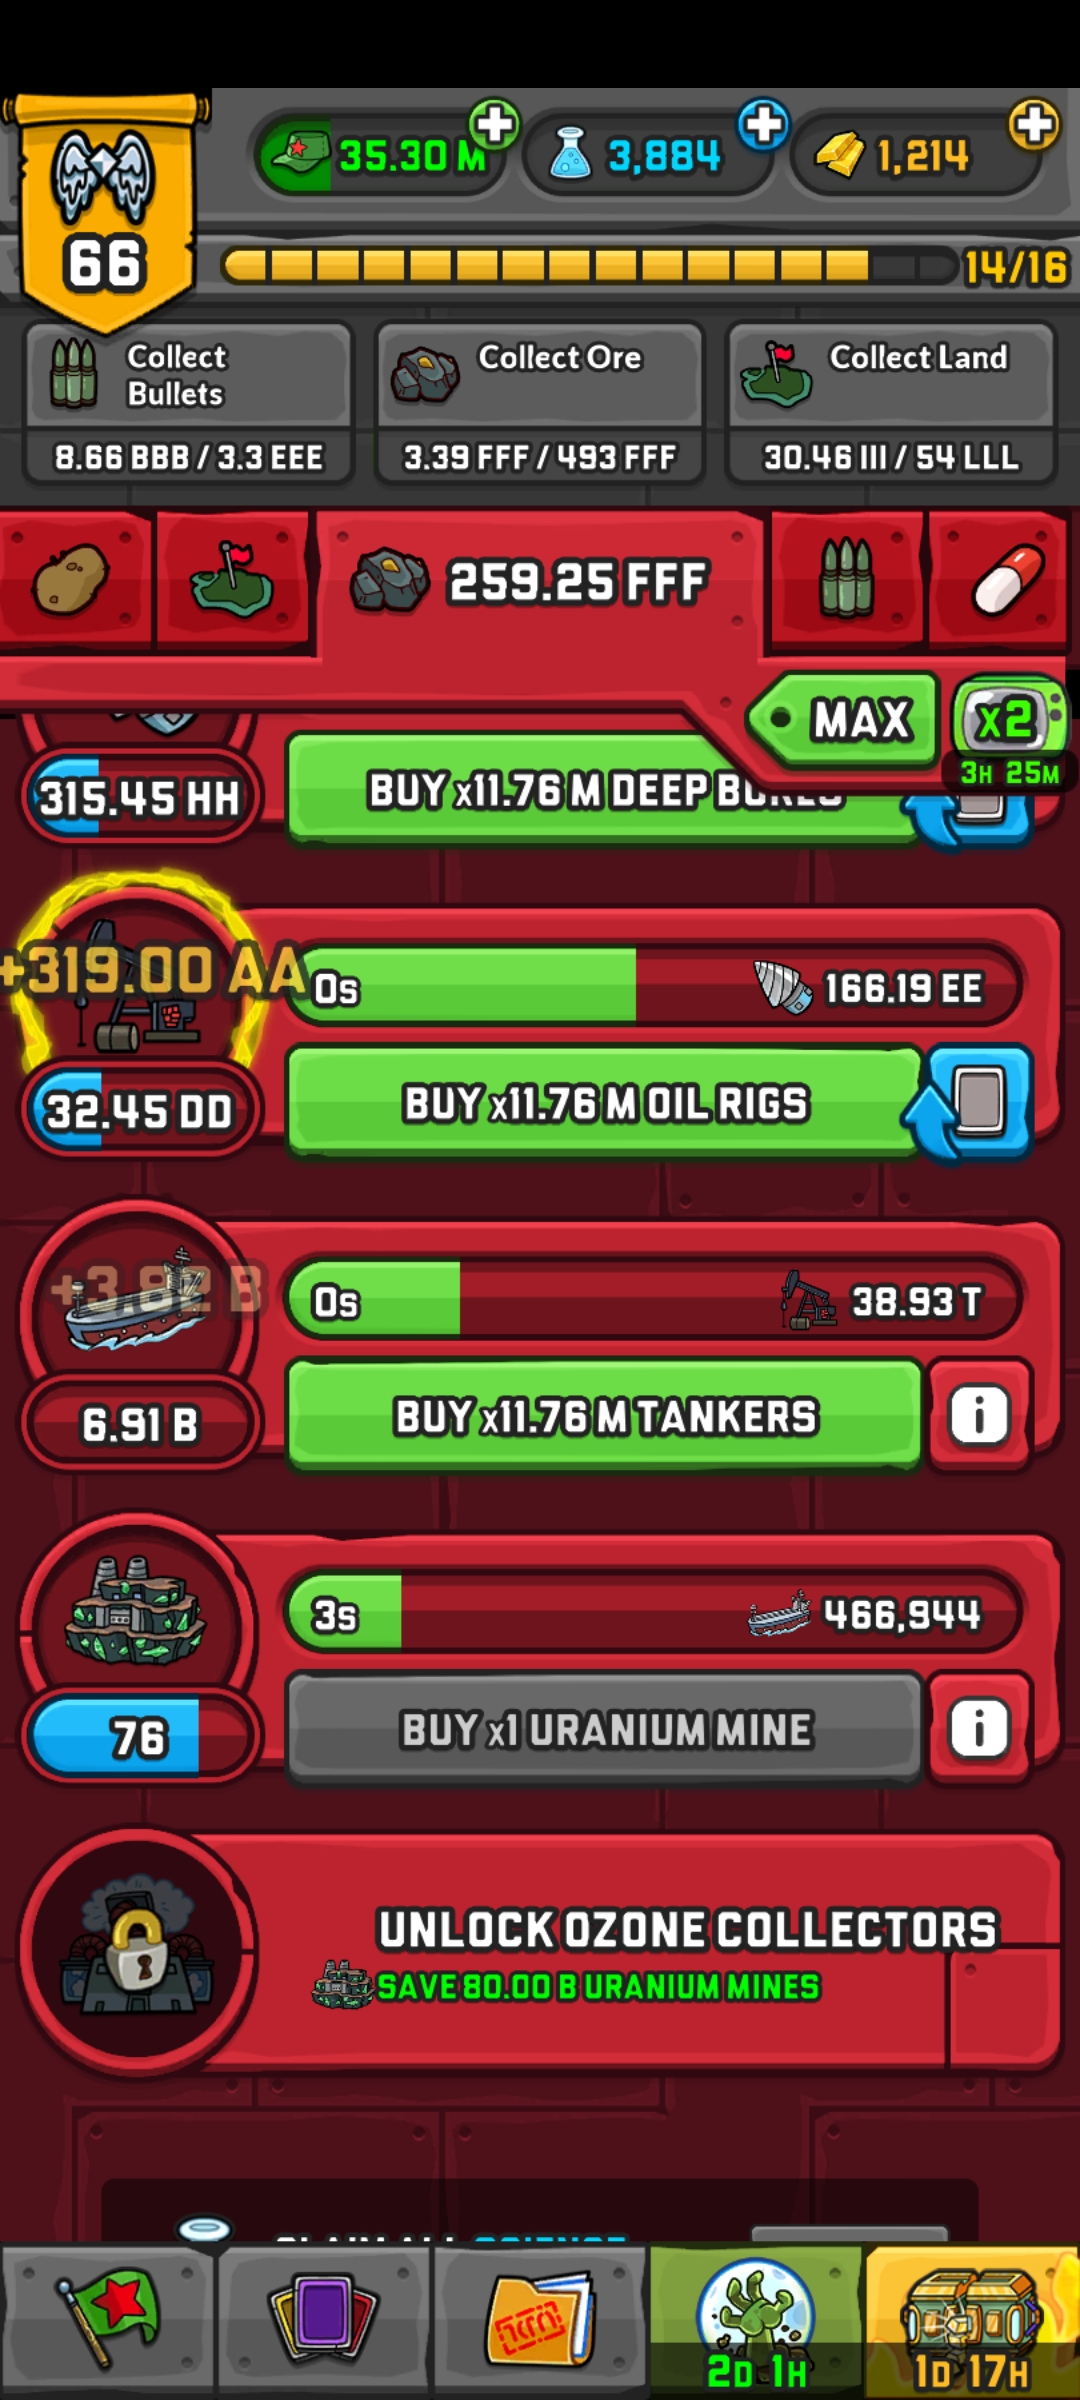 35.30 M
3,884
1,214
66
14/16
Collect
Bullets
Collect Ore
Collect Land
8.66 BBB / 3.3 EEE
3.39 FFF / 493 FFF
30.46 III / 54 LLL
259.25 FFF
MAX
x2
3H 25M
315.45 HH
BUY x11.76 M DEEP
+319.00 AA
0s
166.19 EE
32.45 DD
BUY x11.76 M OIL RIGS
+3.82 B
0s
38.93 T
6.91 B
BUY x11.76 M TANKERS
i
3s
466,944
76
BUY x1 URANIUM MINE
i
UNLOCK OZONE COLLECTORS
SAVE 80.00 B URANIUM MINES
2D 1H
1D 17H